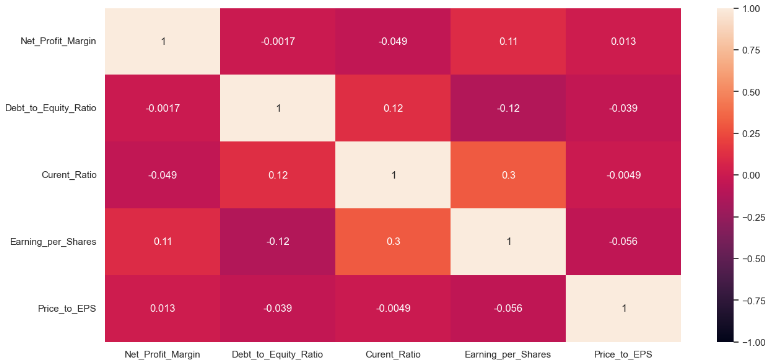 Net_Profit_Margin 1 -0.0017 -0.049 0.11 0.013
Debt_to_Equity_Ratio -0.0017 1 0.12 -0.12 -0.039
Curent_Ratio -0.049 0.12 1 0.3 -0.0049
Earning_per_Shares 0.11 -0.12 0.3 1 -0.056
Price_to_EPS 0.013 -0.039 -0.0049 -0.056 1
Net_Profit_Margin Debt_to_Equity_Ratio Curent_Ratio Earning_per_Shares Price_to_EPS
1.00
0.75
0.50
0.25
0.00
-0.25
-0.50
-0.75
-1.00